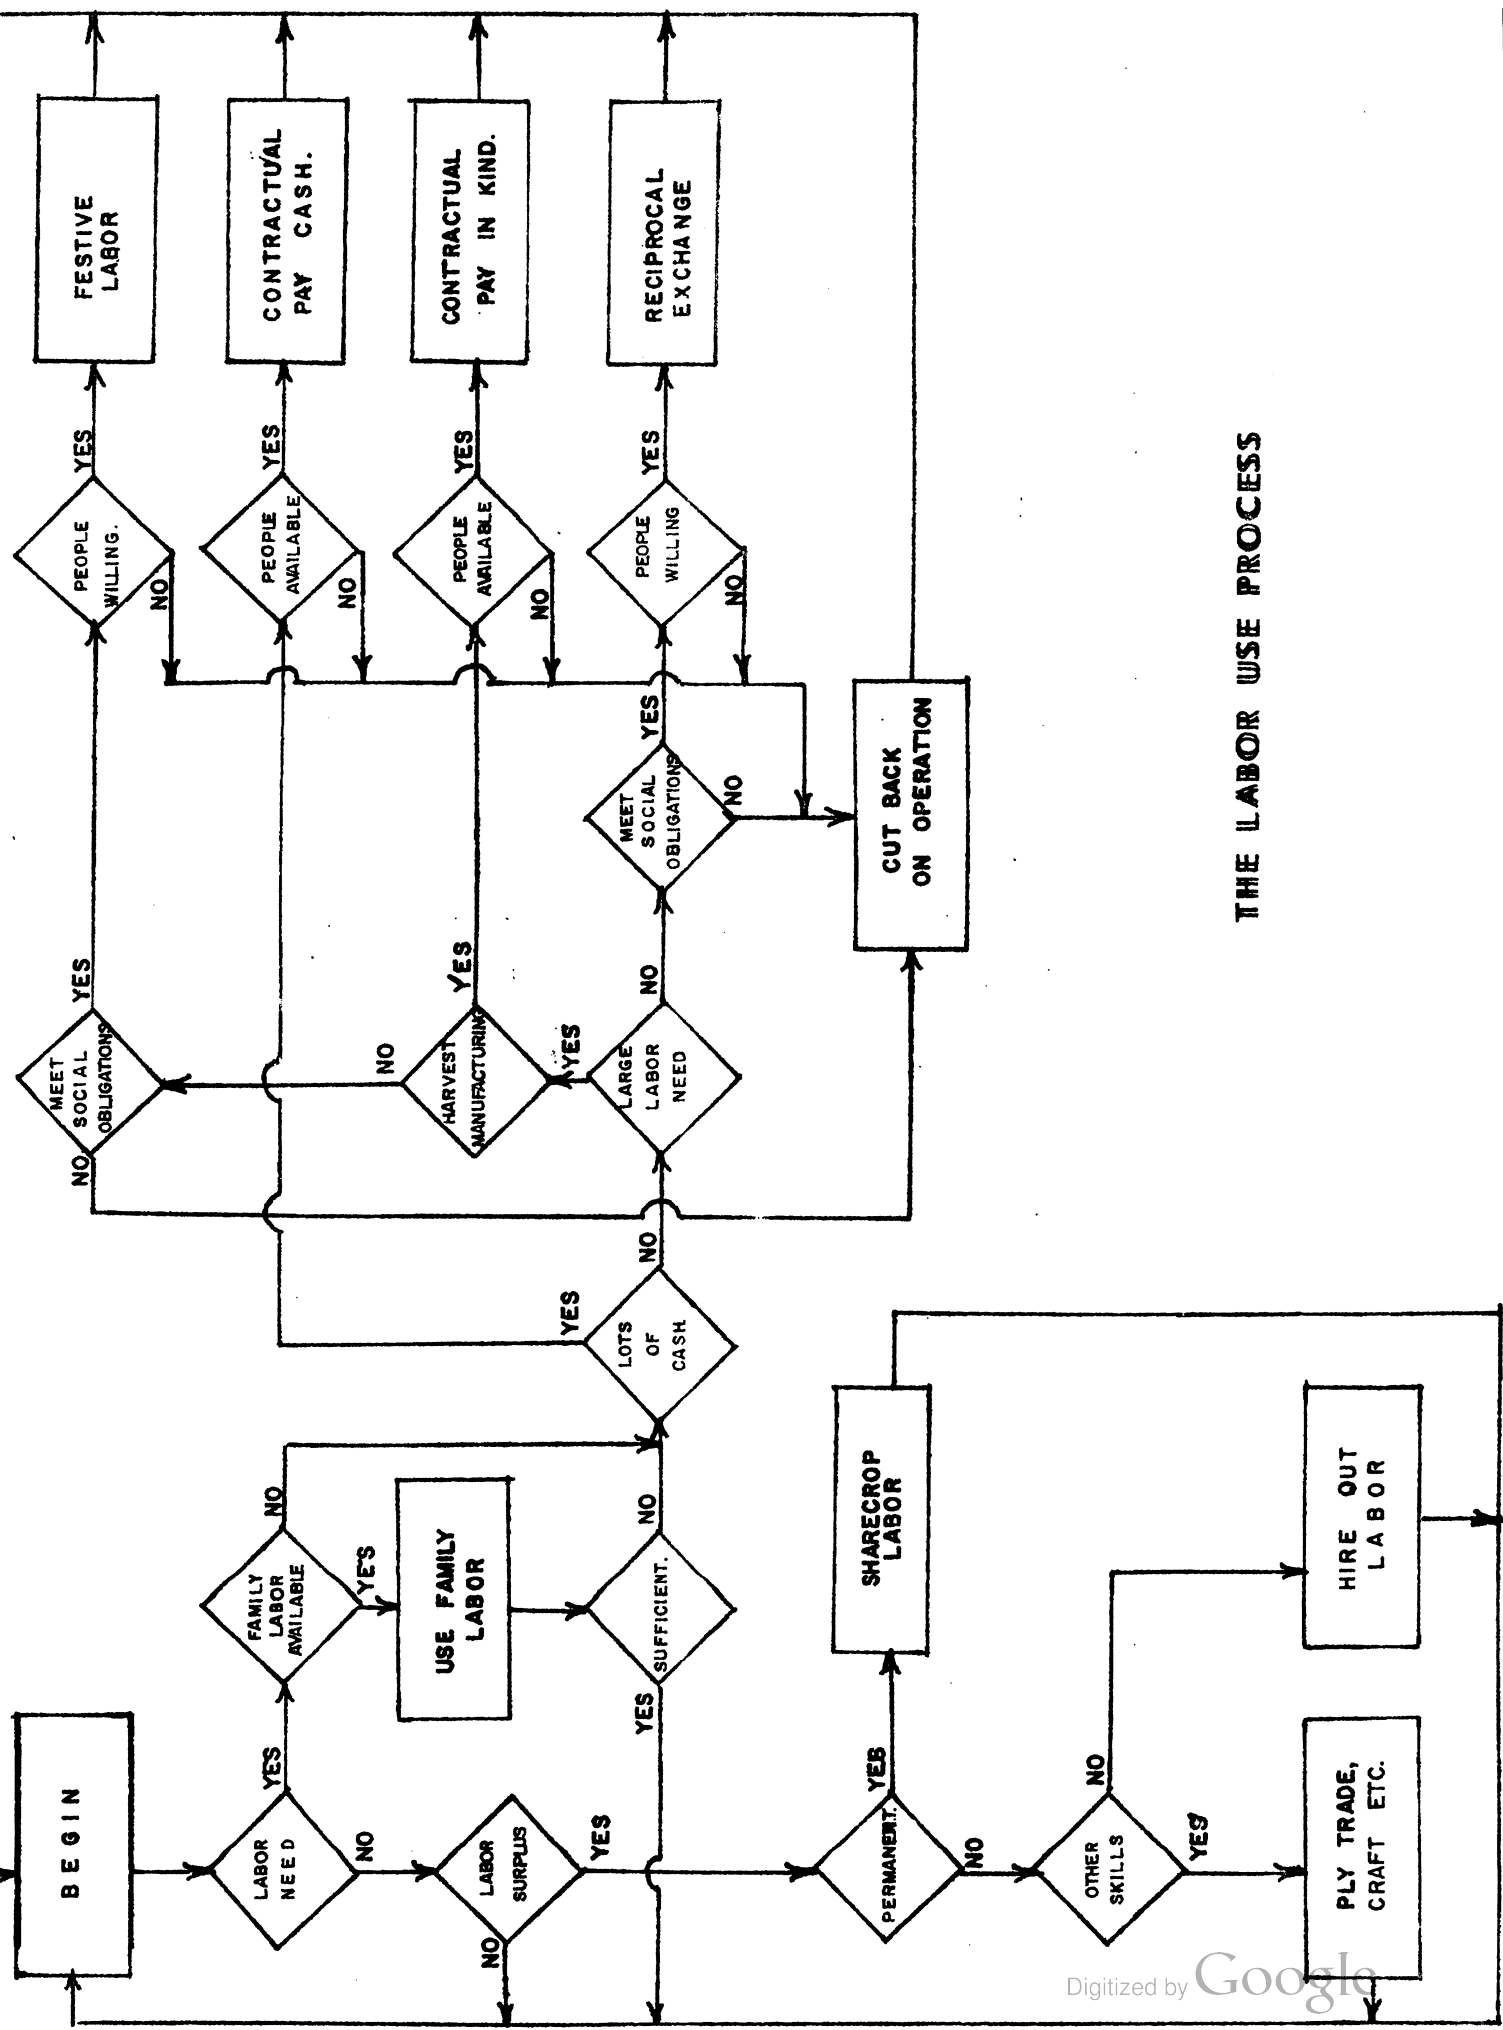 BEGIN
LABOR
NEED
YES
NO
LABOR
SURPLUS
NO
YES
FAMILY
LABOR
AVAILABLE
NO
YES
USE FAMILY
LABOR
SUFFICIENT.
YES
NO
PERMANENT.
YES
NO
SHARECROP
LABOR
OTHER
SKILLS
NO
YES
HIRE OUT
LABOR
PLY TRADE,
CRAFT ETC.
LOTS
OF
CASH
YES
NO
LARGE
LABOR
NEED
YES
NO
HARVEST
MANUFACTURING
YES
NO
MEET
SOCIAL
OBLIGATIONS
YES
NO
MEET
SOCIAL
OBLIGATIONS
YES
NO
CUT BACK
ON OPERATION
PEOPLE
WILLING.
YES
NO
PEOPLE
AVAILABLE
YES
NO
PEOPLE
AVAILABLE
YES
NO
PEOPLE
WILLING
YES
NO
FESTIVE
LABOR
CONTRACTUAL
PAY CASH.
CONTRACTUAL
PAY IN KIND.
RECIPROCAL
EXCHANGE
THE LABOR USE PROCESS
Digitized by Google